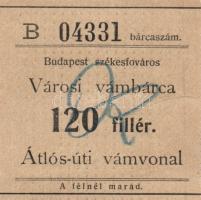 B 04331 bárcaszám.
Budapest székesfőváros
Városi vámbárca
120 fillér.
Átlós-úti vámvonal
A félnél marad.